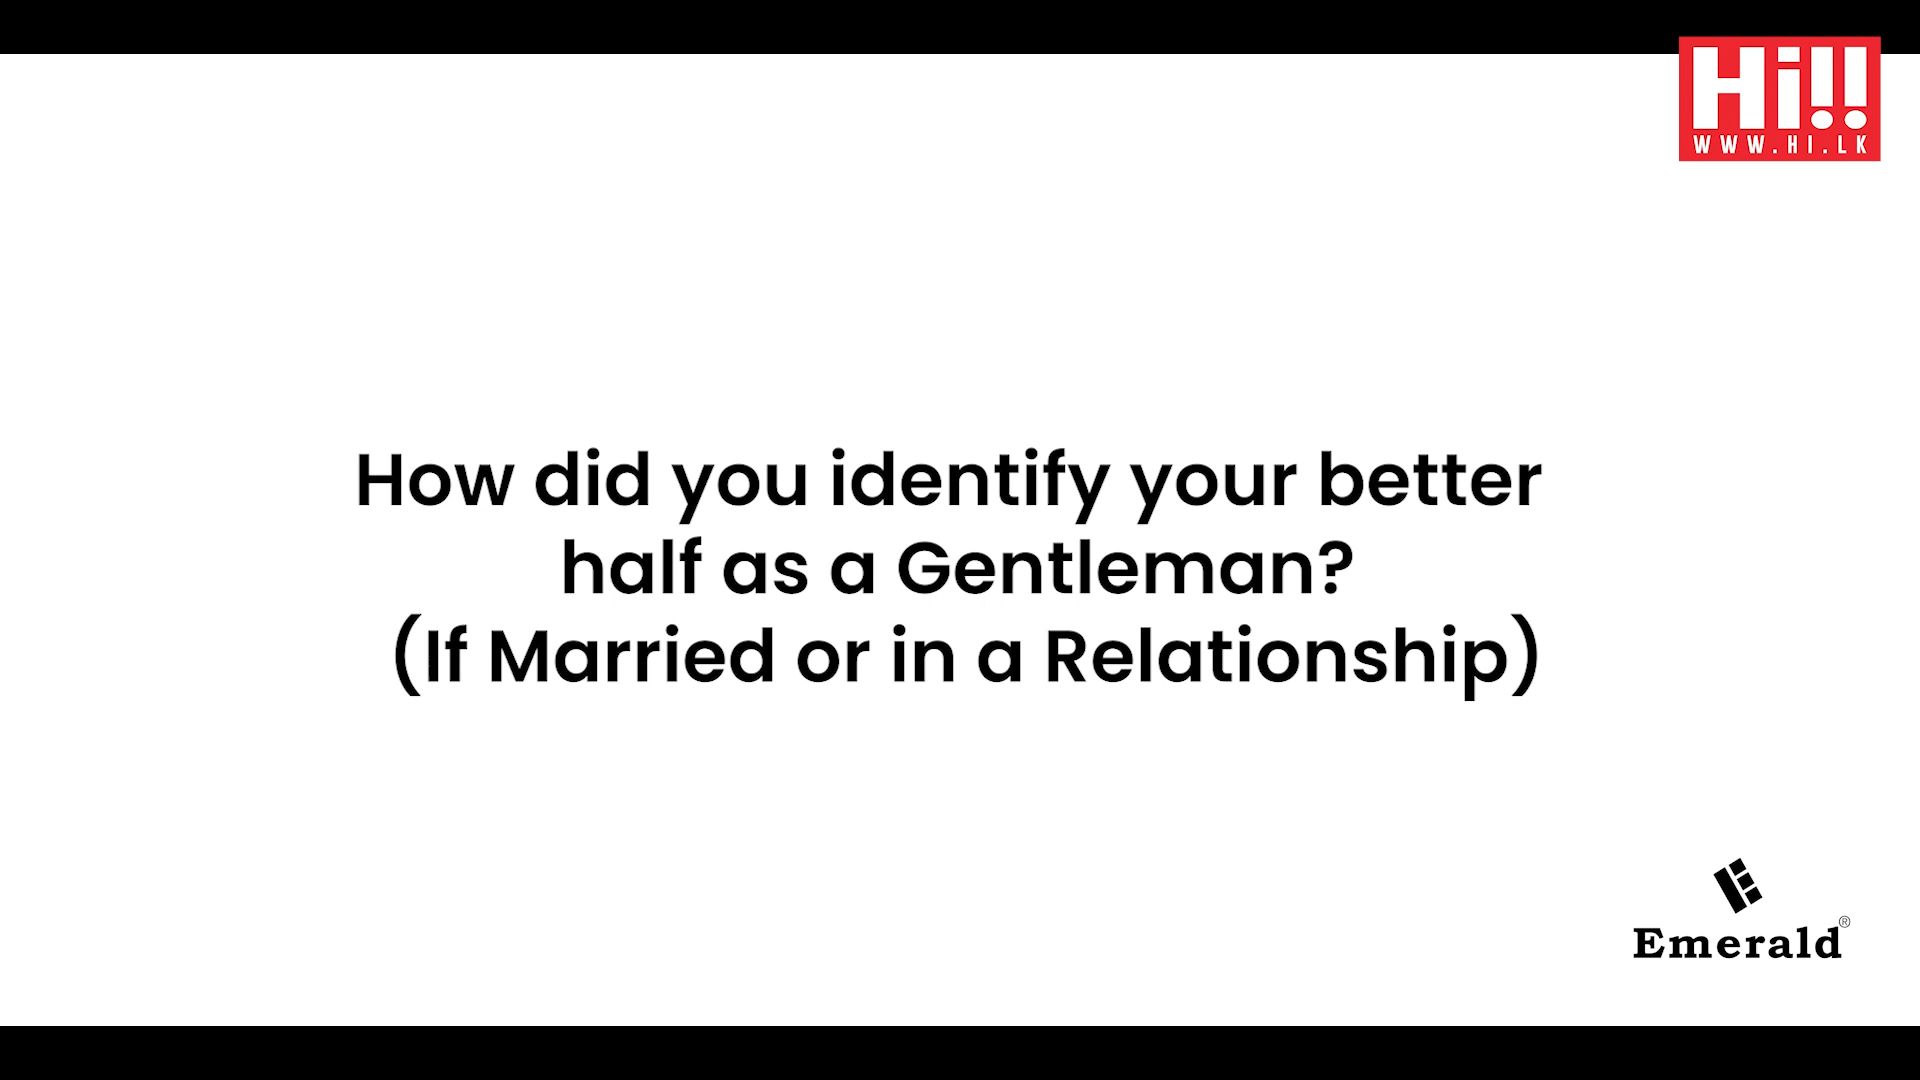 Hi!!
WWW.HI.LK
How did you identify your better
half as a Gentleman?
(If Married or in a Relationship)
Emerald®